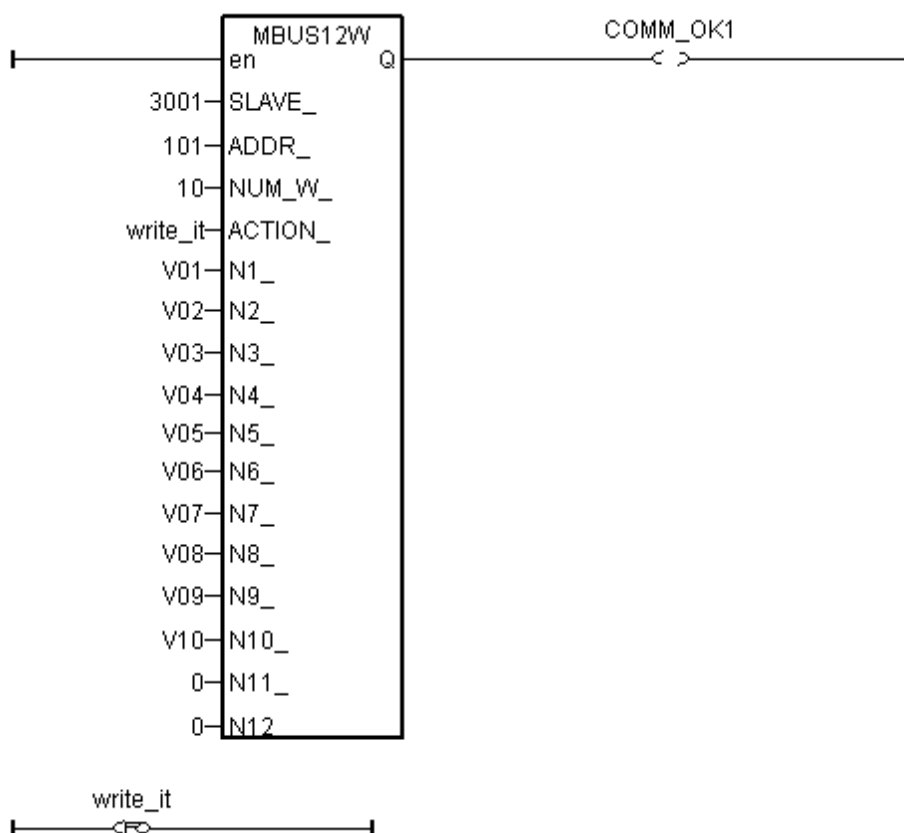 MBUS12W
COMM_OK1
en Q
3001 SLAVE_
101 ADDR_
10 NUM_W_
write_it ACTION_
V01 N1_
V02 N2_
V03 N3_
V04 N4_
V05 N5_
V06 N6_
V07 N7_
V08 N8_
V09 N9_
V10 N10_
0 N11_
0 N12
write_it
R